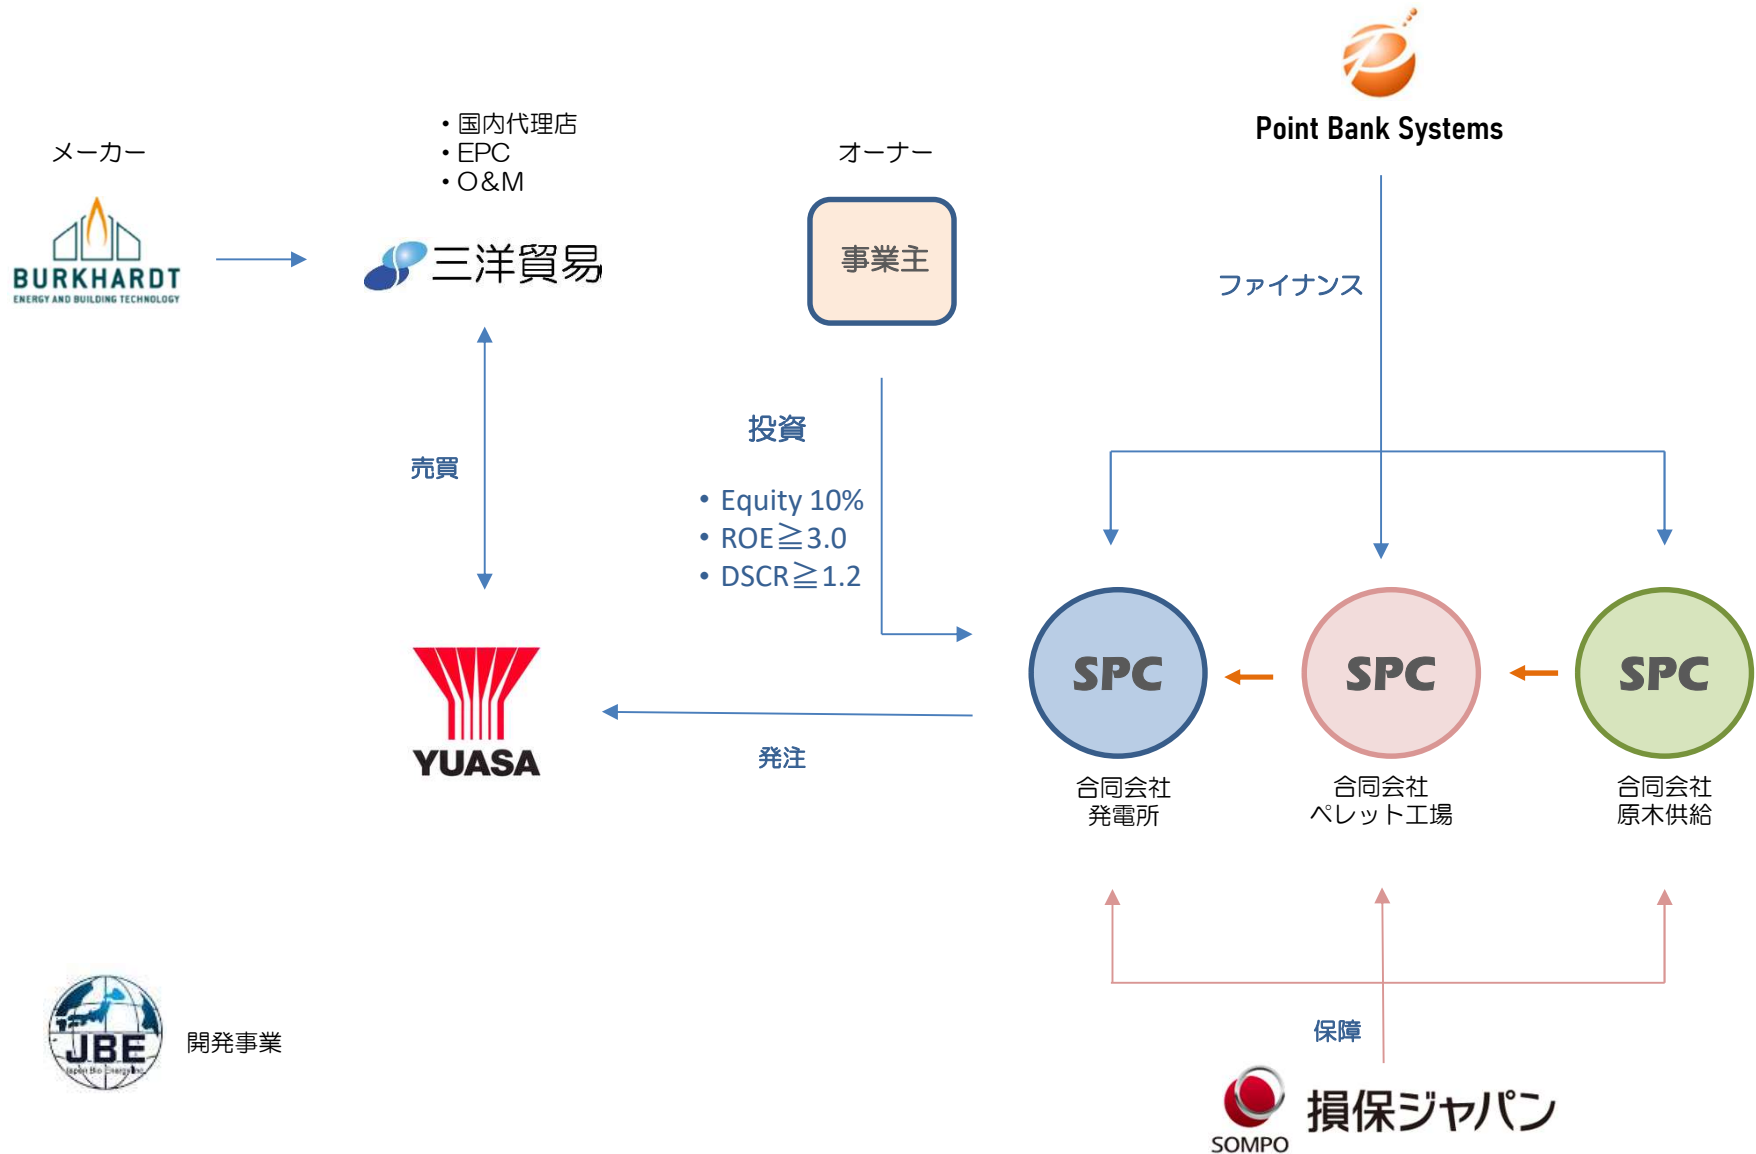 Point Bank Systems
・国内代理店
・EPC
・O&M
メーカー
オーナー
BURKHARDT
ENERGY AND BUILDING TECHNOLOGY
三洋貿易
事業主
ファイナンス
投資
売買
• Equity 10%
• ROE≧3.0
• DSCR≧1.2
SPC
SPC
SPC
YUASA
発注
合同会社
発電所
合同会社
ペレット工場
合同会社
原木供給
JBE
Japan Bio Energy Inc.
開発事業
保障
SOMPO
損保ジャパン